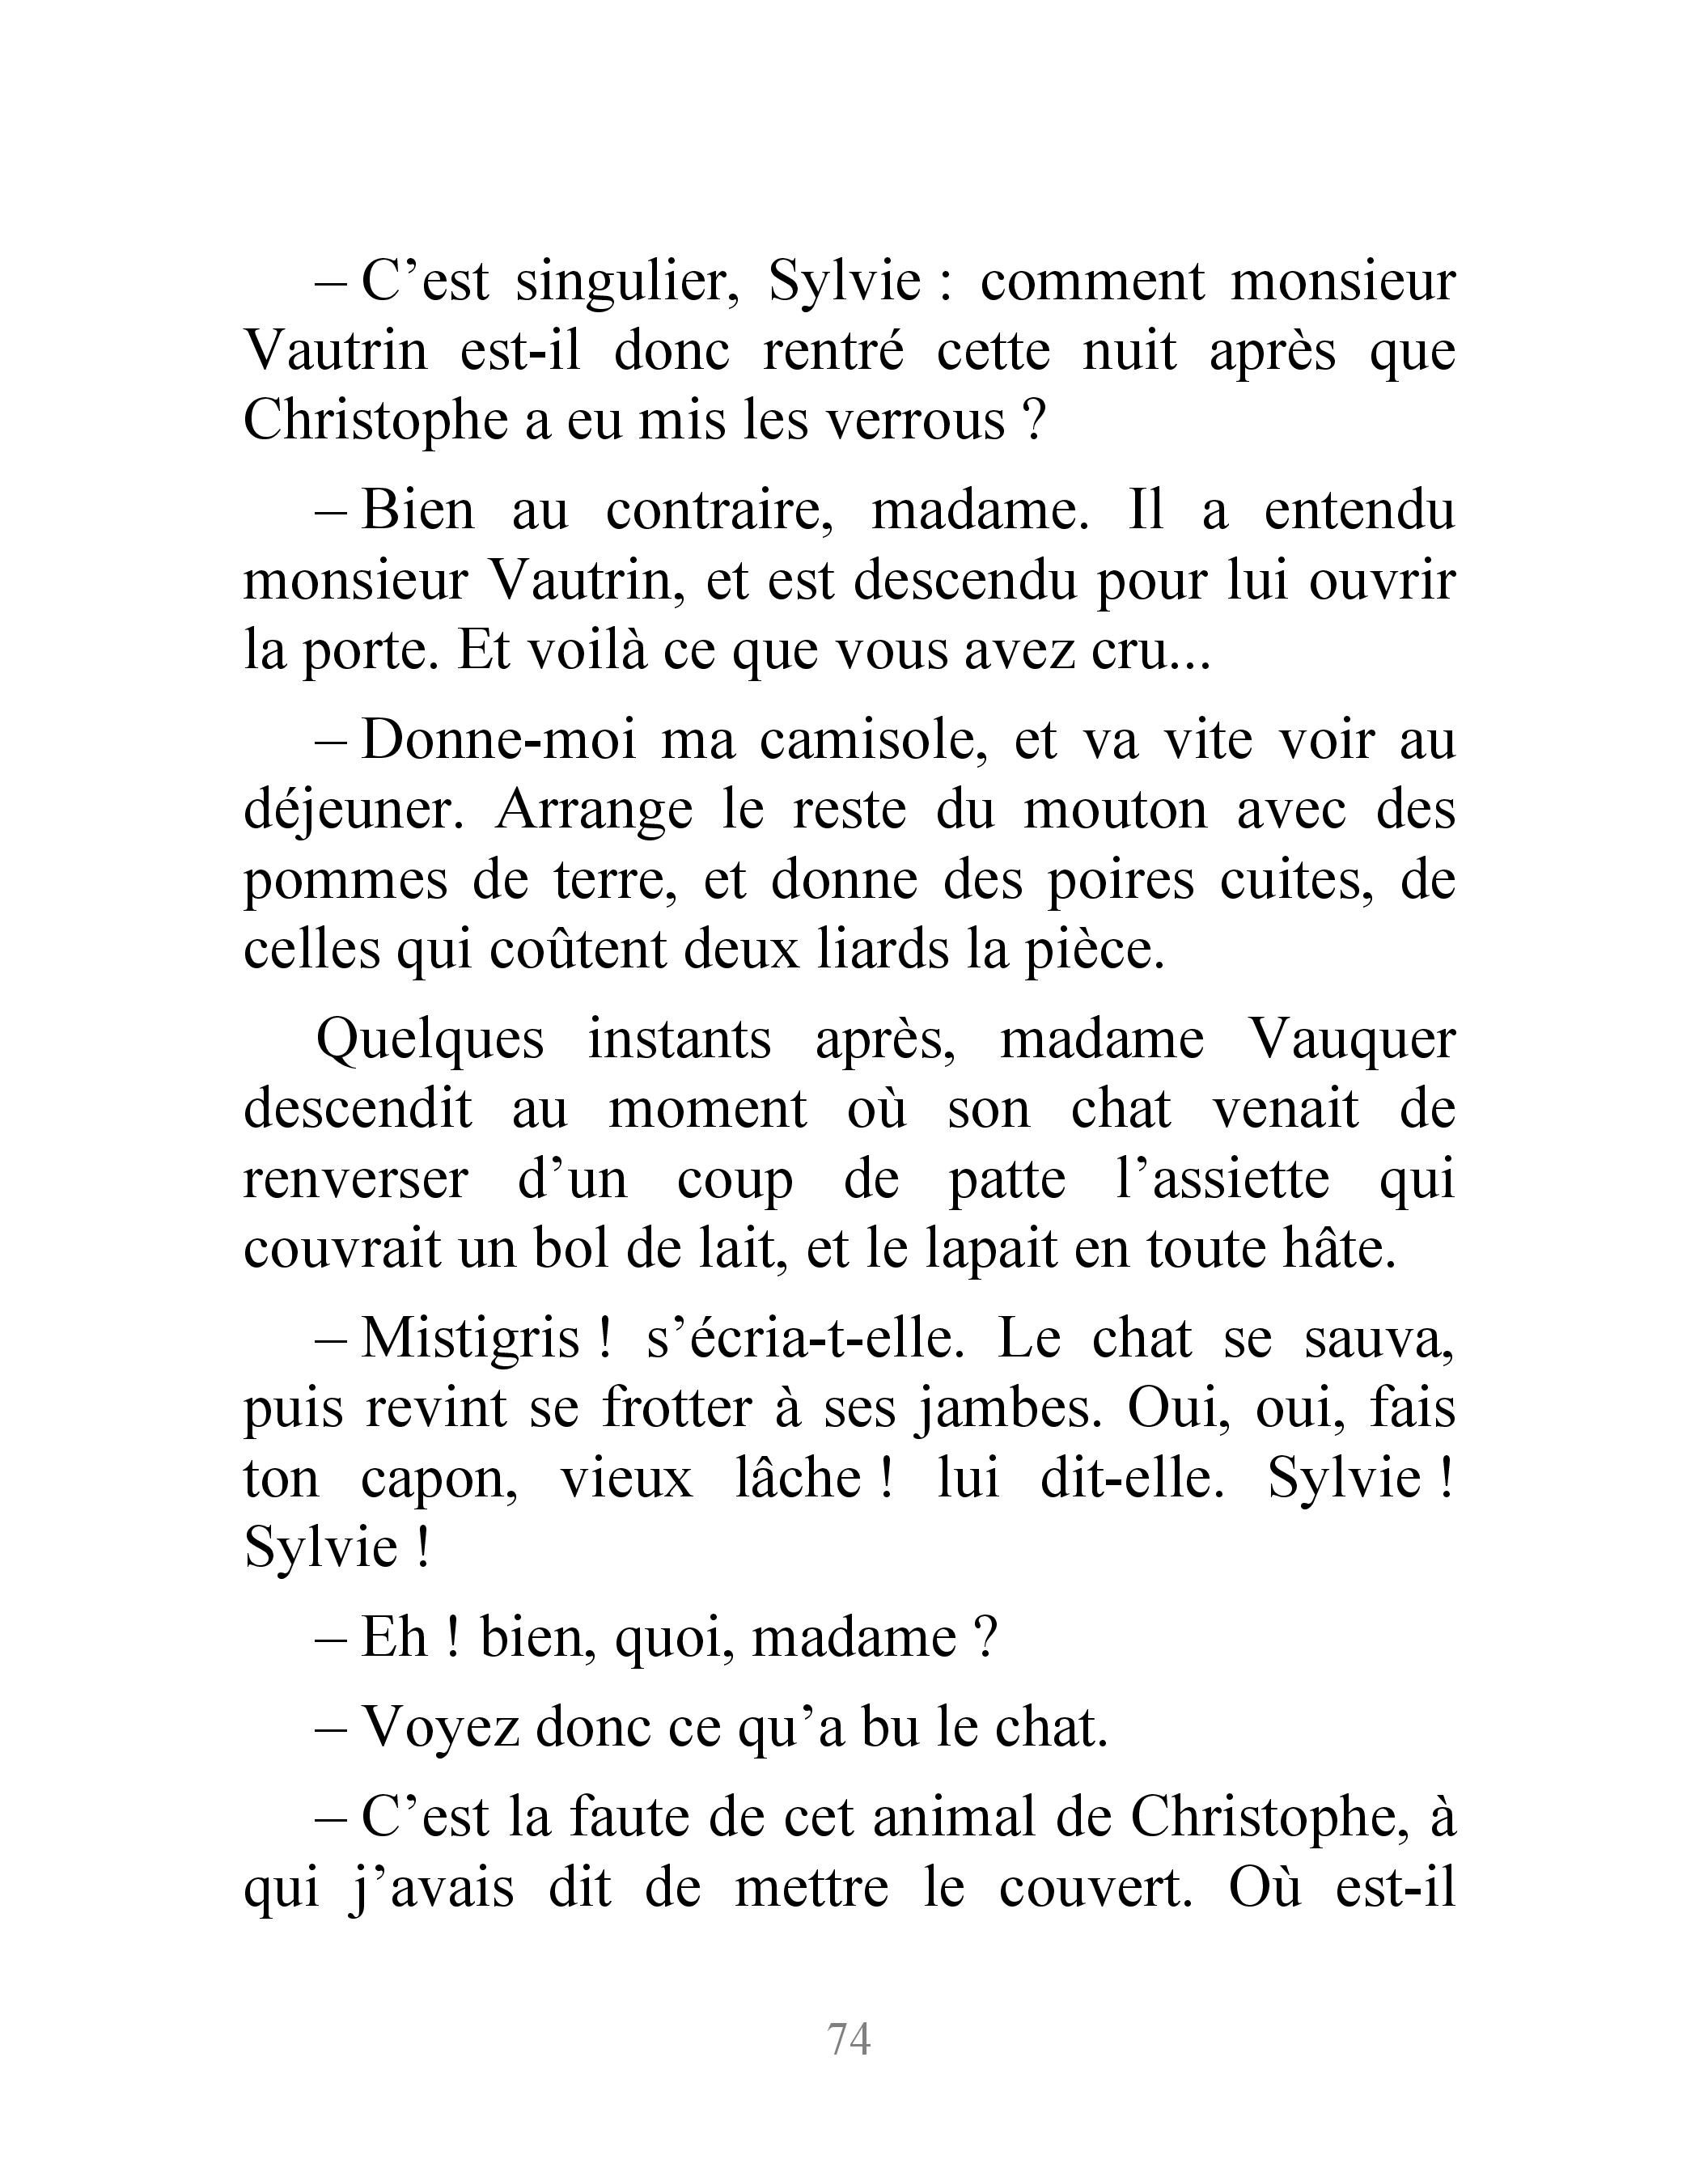 – C’est singulier, Sylvie : comment monsieur
Vautrin est-il donc rentré cette nuit après que
Christophe a eu mis les verrous ?
– Bien au contraire, madame. Il a entendu
monsieur Vautrin, et est descendu pour lui ouvrir
la porte. Et voilà ce que vous avez cru...
– Donne-moi ma camisole, et va vite voir au
déjeuner. Arrange le reste du mouton avec des
pommes de terre, et donne des poires cuites, de
celles qui coûtent deux liards la pièce.
Quelques instants après, madame Vauquer
descendit au moment où son chat venait de
renverser d’un coup de patte l’assiette qui
couvrait un bol de lait, et le lapait en toute hâte.
– Mistigris ! s’écria-t-elle. Le chat se sauva,
puis revint se frotter à ses jambes. Oui, oui, fais
ton capon, vieux lâche ! lui dit-elle. Sylvie !
Sylvie !
– Eh ! bien, quoi, madame ?
– Voyez donc ce qu’a bu le chat.
– C’est la faute de cet animal de Christophe, à
qui j’avais dit de mettre le couvert. Où est-il
74